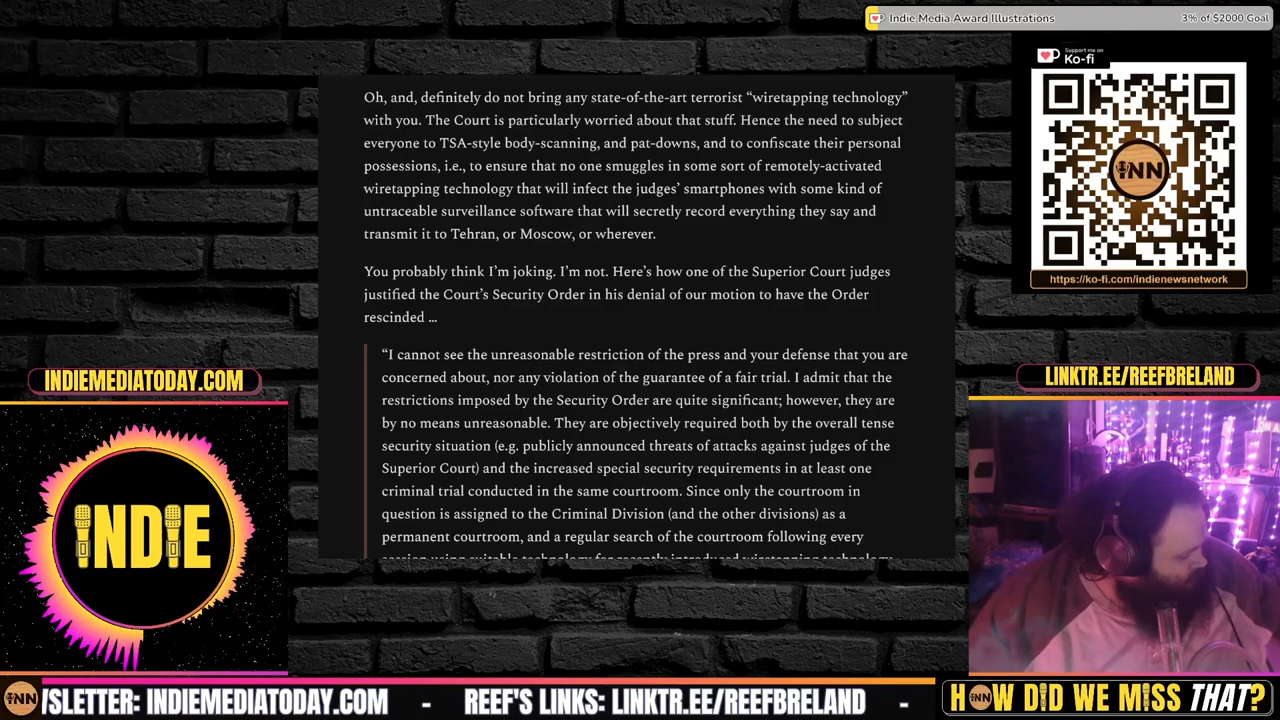 Indie Media Award Illustrations
3% of $2000 Goal
Support me on
Ko-fi
iNN
https://ko-fi.com/indienewsnetwork
Oh, and, definitely do not bring any state-of-the-art terrorist “wiretapping technology”
with you. The Court is particularly worried about that stuff. Hence the need to subject
everyone to TSA-style body-scanning, and pat-downs, and to confiscate their personal
possessions, i.e., to ensure that no one smuggles in some sort of remotely-activated
wiretapping technology that will infect the judges’ smartphones with some kind of
untraceable surveillance software that will secretly record everything they say and
transmit it to Tehran, or Moscow, or wherever.
You probably think I’m joking. I’m not. Here’s how one of the Superior Court judges
justified the Court’s Security Order in his denial of our motion to have the Order
rescinded …
“I cannot see the unreasonable restriction of the press and your defense that you are
concerned about, nor any violation of the guarantee of a fair trial. I admit that the
restrictions imposed by the Security Order are quite significant; however, they are
by no means unreasonable. They are objectively required both by the overall tense
security situation (e.g. publicly announced threats of attacks against judges of the
Superior Court) and the increased special security requirements in at least one
criminal trial conducted in the same courtroom. Since only the courtroom in
question is assigned to the Criminal Division (and the other divisions) as a
permanent courtroom, and a regular search of the courtroom following every
session using suitable technology for recently introduced wiretapping technology
INDIEMEDIATODAY.COM
LINKTR.EE/REEFBRELAND
INDIE
iNN
SLETTER: INDIEMEDIATODAY.COM - REEF'S LINKS: LINKTR.EE/REEFBRELAND -
HOW DID WE MISS THAT?
iNN